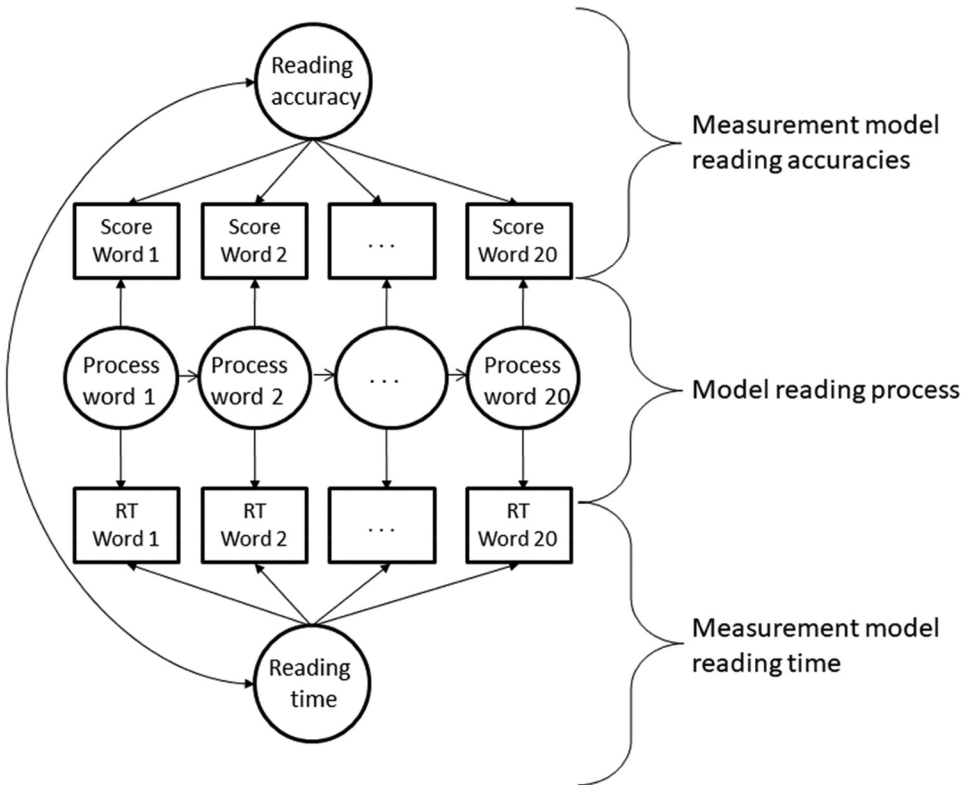 Reading
accuracy
Measurement model
reading accuracies
Score
Word 1
Score
Word 2
...
Score
Word 20
Process
word 1
Process
word 2
...
Process
word 20
Model reading process
RT
Word 1
RT
Word 2
...
RT
Word 20
Measurement model
reading time
Reading
time